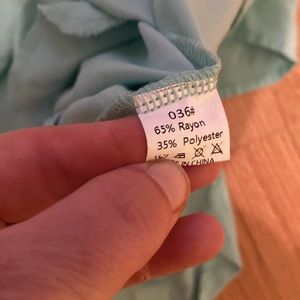 036#
65% Rayon
35% Polyester
IN CHINA